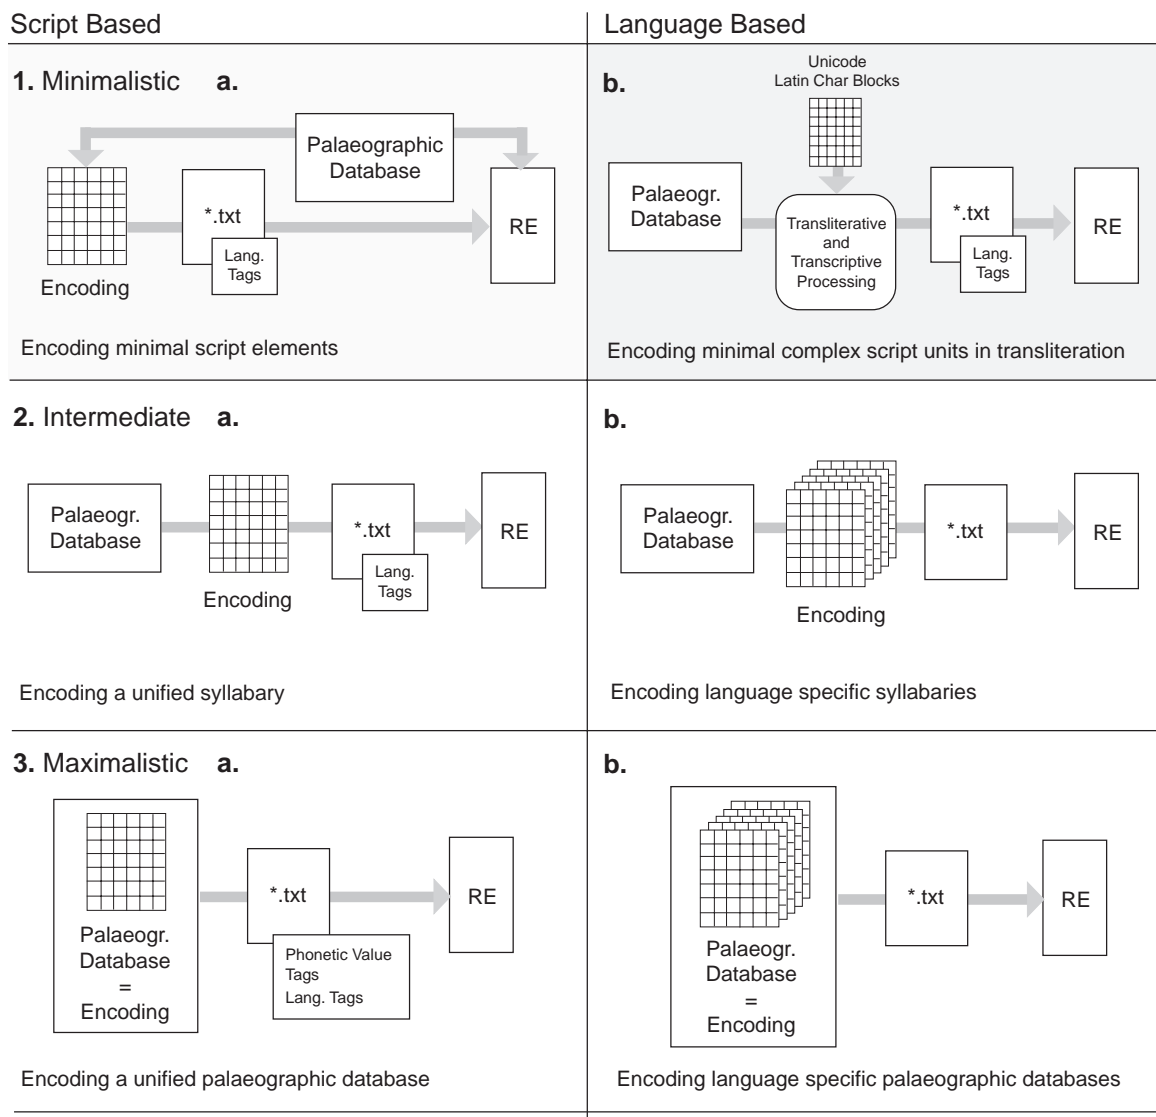 Script Based
Language Based
1. Minimalistic a.
Palaeographic
Database
*.txt
RE
Lang.
Tags
Encoding
Encoding minimal script elements
b.
Unicode
Latin Char Blocks
Palaeogr.
Database
Transliterative
and
Transcriptive
Processing
*.txt
RE
Lang.
Tags
Encoding minimal complex script units in transliteration
2. Intermediate a.
Palaeogr.
Database
*.txt
RE
Lang.
Tags
Encoding
Encoding a unified syllabary
b.
Palaeogr.
Database
*.txt
RE
Encoding
Encoding language specific syllabaries
3. Maximalistic a.
*.txt
RE
Palaeogr.
Database
=
Encoding
Phonetic Value
Tags
Lang. Tags
Encoding a unified palaeographic database
b.
*.txt
RE
Palaeogr.
Database
=
Encoding
Encoding language specific palaeographic databases